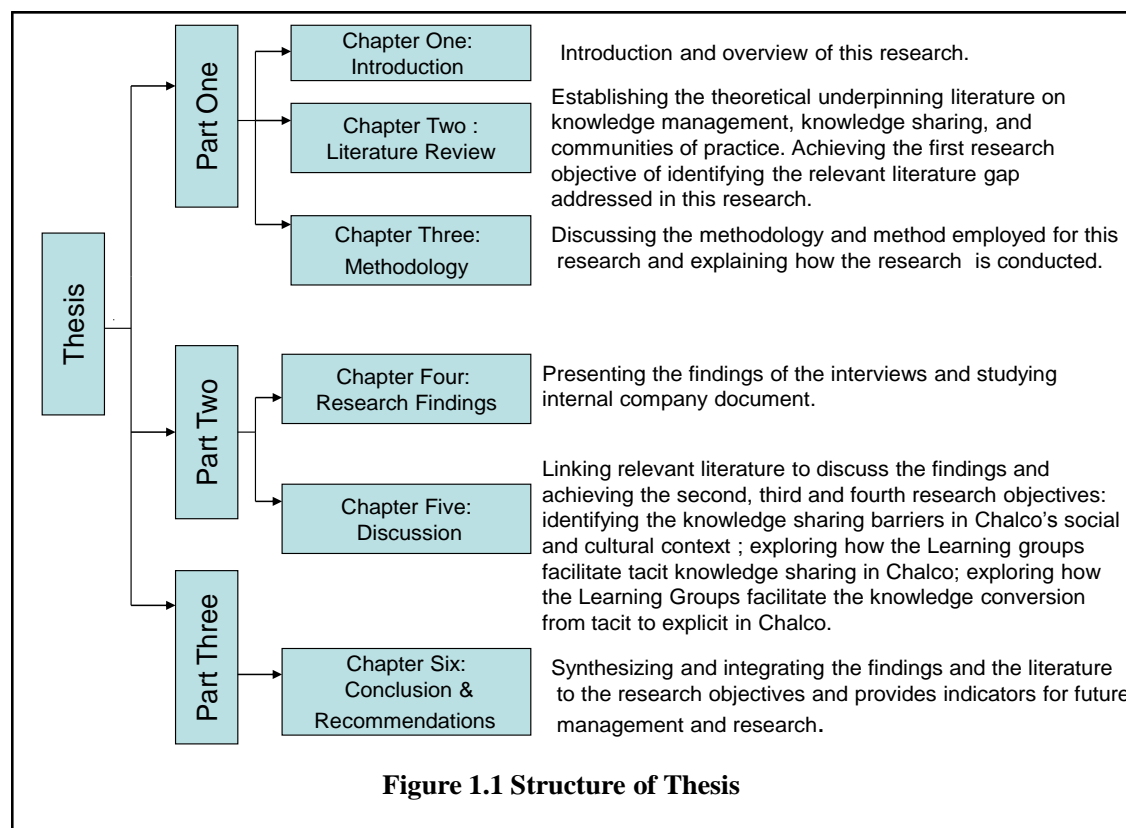 Thesis
Part One
Chapter One:
Introduction
Introduction and overview of this research.
Chapter Two :
Literature Review
Establishing the theoretical underpinning literature on
knowledge management, knowledge sharing, and
communities of practice. Achieving the first research
objective of identifying the relevant literature gap
addressed in this research.
Chapter Three:
Methodology
Discussing the methodology and method employed for this
research and explaining how the research is conducted.
Part Two
Chapter Four:
Research Findings
Presenting the findings of the interviews and studying
internal company document.
Chapter Five:
Discussion
Linking relevant literature to discuss the findings and
achieving the second, third and fourth research objectives:
identifying the knowledge sharing barriers in Chalco's social
and cultural context ; exploring how the Learning groups
facilitate tacit knowledge sharing in Chalco; exploring how
the Learning Groups facilitate the knowledge conversion
from tacit to explicit in Chalco.
Part Three
Chapter Six:
Conclusion &
Recommendations
Synthesizing and integrating the findings and the literature
to the research objectives and provides indicators for future
management and research.
Figure 1.1 Structure of Thesis